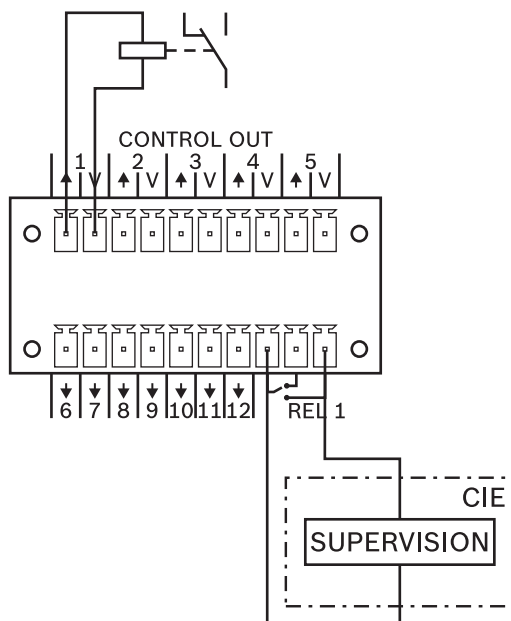 CONTROL OUT
1 2 3 4 5
V V V V V
6 7 8 9 10 11 12 REL 1
CIE
SUPERVISION